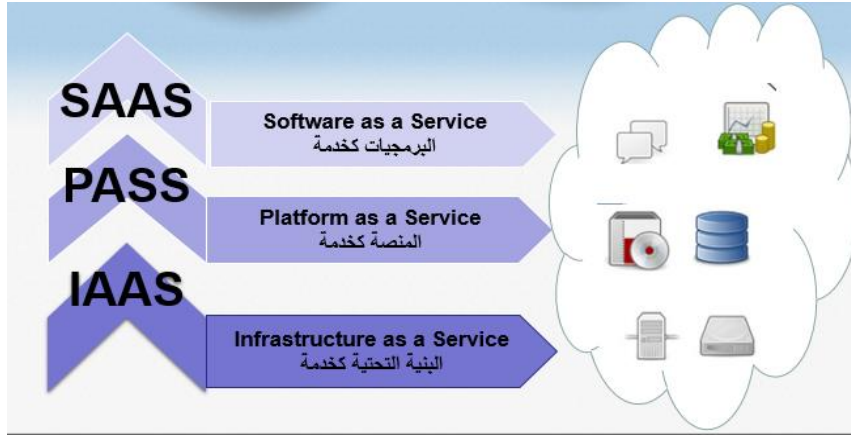 SAAS
Software as a Service
البرمجيات كخدمة
PASS
Platform as a Service
المنصة كخدمة
IAAS
Infrastructure as a Service
البنية التحتية كخدمة